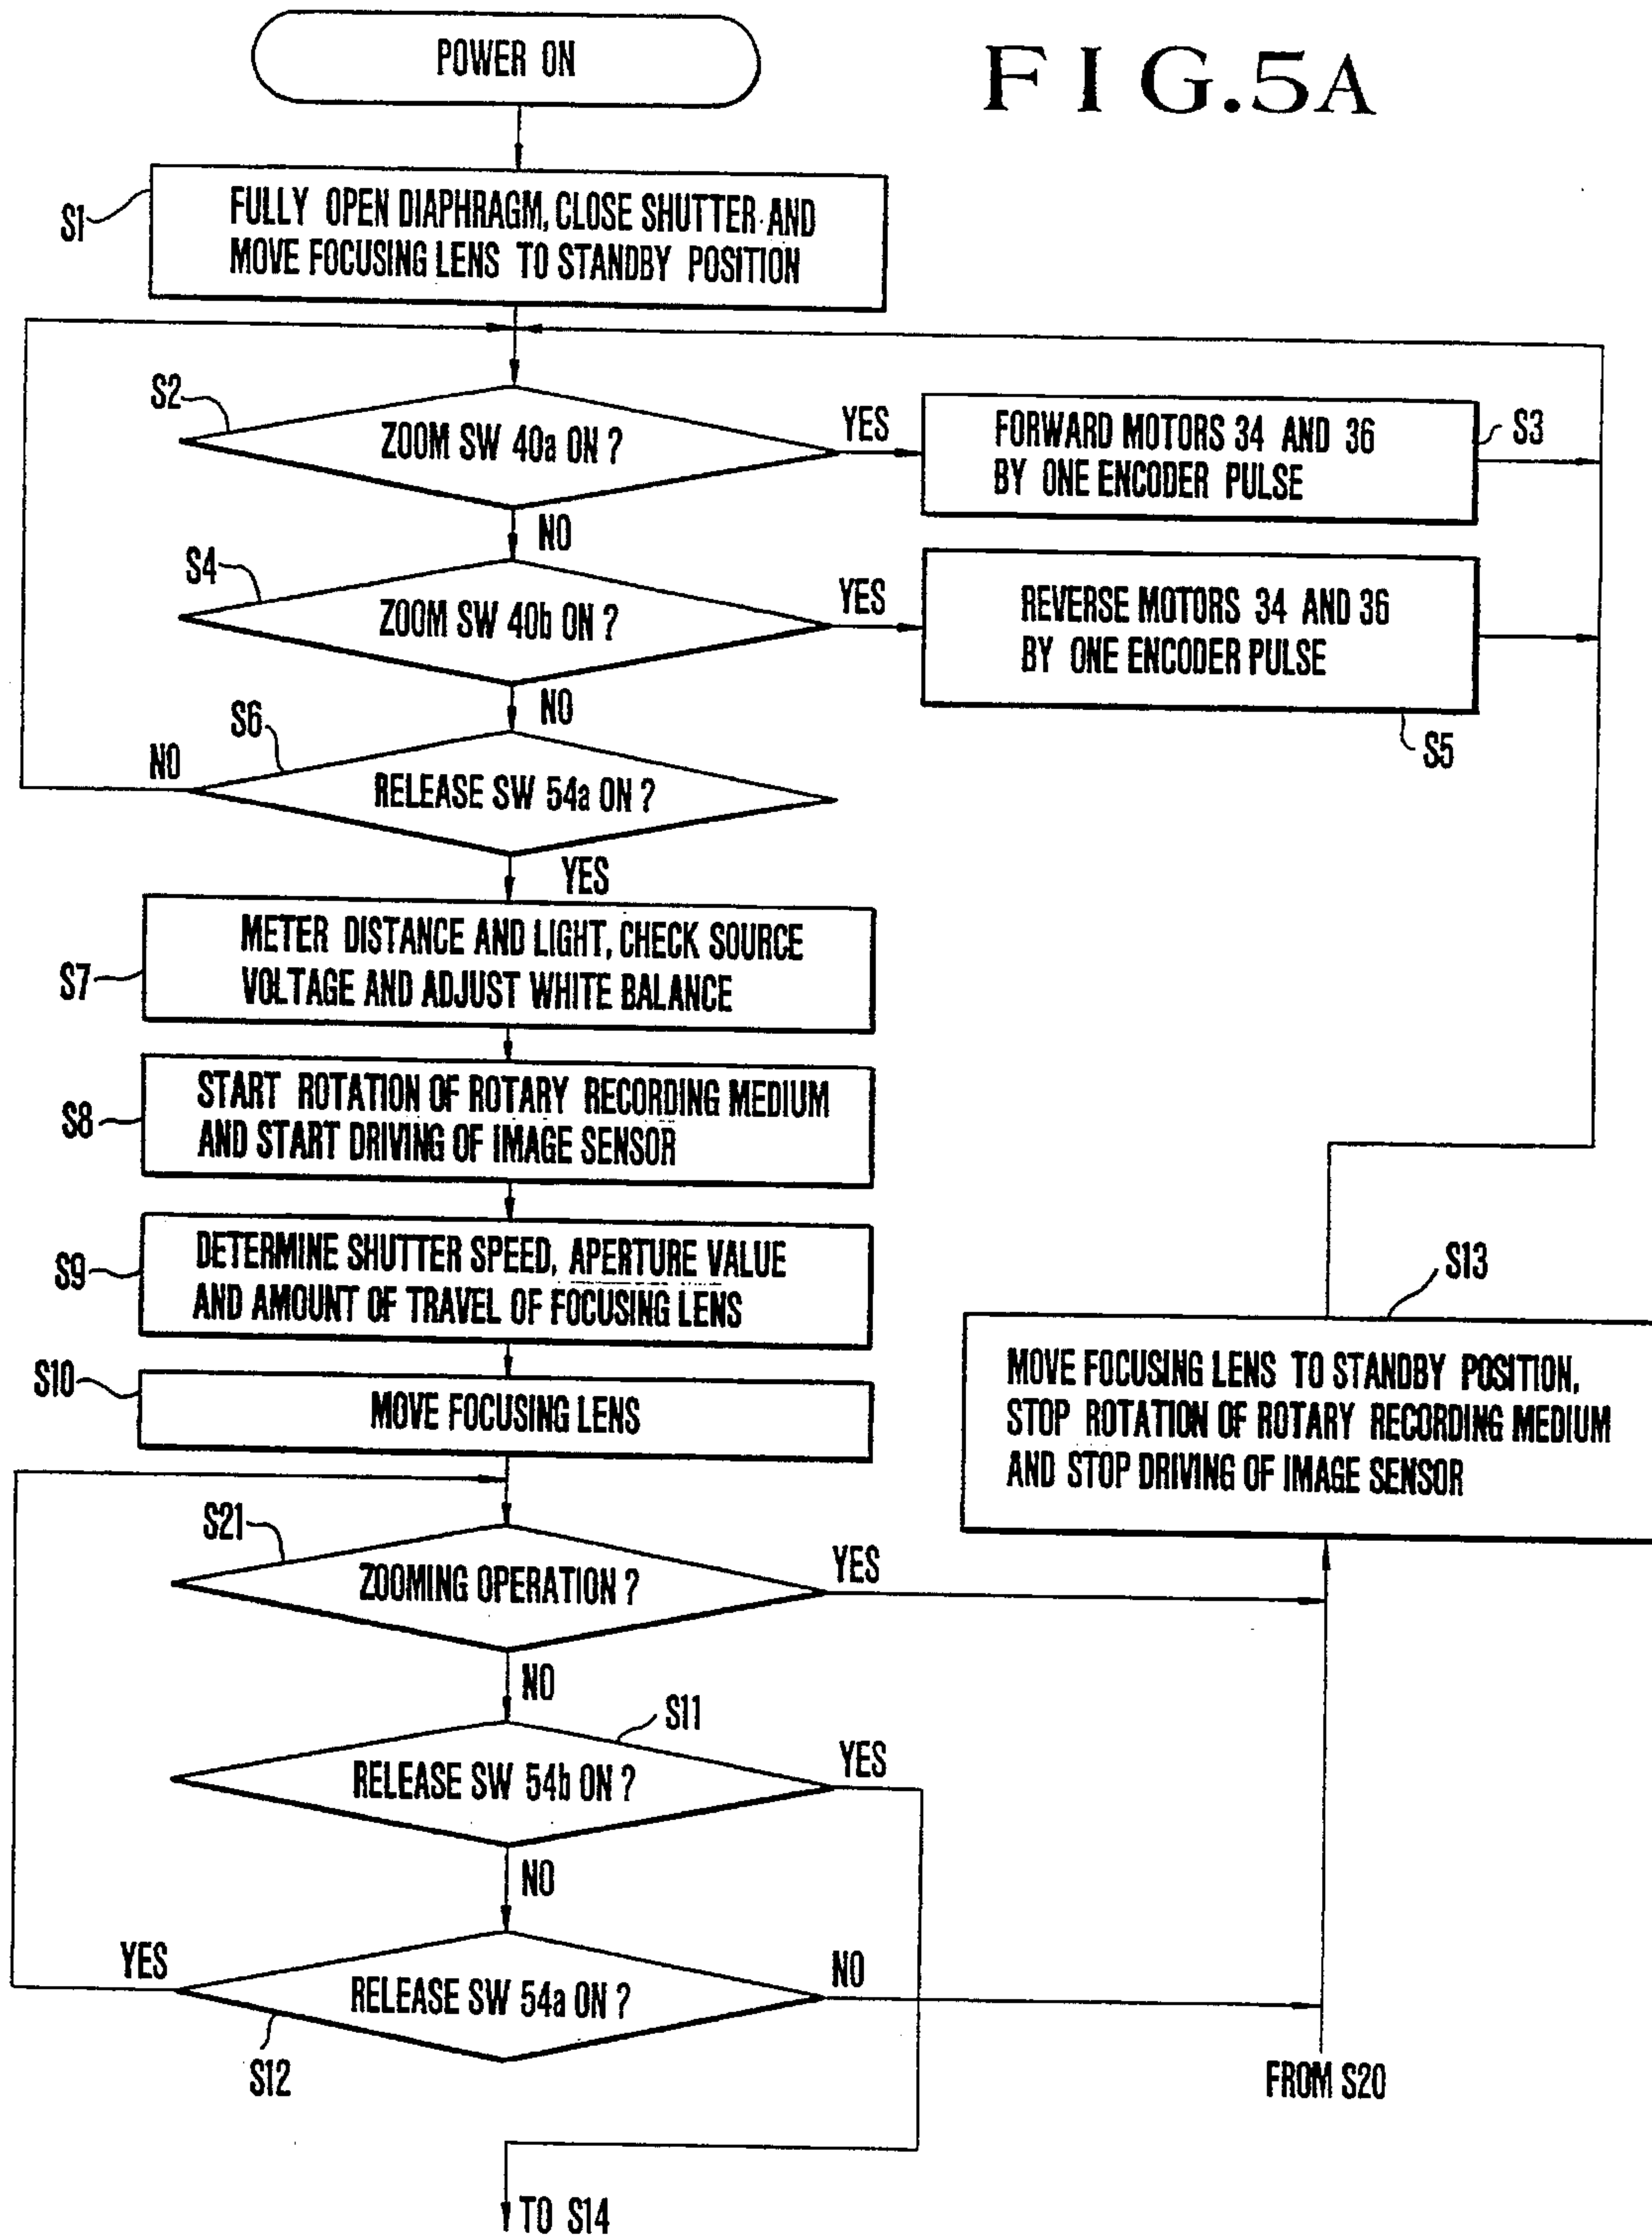 FIG.5A
POWER ON
S1
FULLY OPEN DIAPHRAGM, CLOSE SHUTTER AND
MOVE FOCUSING LENS TO STANDBY POSITION
S2
ZOOM SW 40a ON ?
YES
FORWARD MOTORS 34 AND 36
BY ONE ENCODER PULSE
S3
NO
S4
ZOOM SW 40b ON ?
YES
REVERSE MOTORS 34 AND 36
BY ONE ENCODER PULSE
S5
NO
S6
NO
RELEASE SW 54a ON ?
YES
S7
METER DISTANCE AND LIGHT, CHECK SOURCE
VOLTAGE AND ADJUST WHITE BALANCE
S8
START ROTATION OF ROTARY RECORDING MEDIUM
AND START DRIVING OF IMAGE SENSOR
S9
DETERMINE SHUTTER SPEED, APERTURE VALUE
AND AMOUNT OF TRAVEL OF FOCUSING LENS
S10
MOVE FOCUSING LENS
S13
MOVE FOCUSING LENS TO STANDBY POSITION,
STOP ROTATION OF ROTARY RECORDING MEDIUM
AND STOP DRIVING OF IMAGE SENSOR
S21
ZOOMING OPERATION ?
YES
NO
S11
RELEASE SW 54b ON ?
YES
NO
YES
RELEASE SW 54a ON ?
NO
S12
FROM S20
TO S14